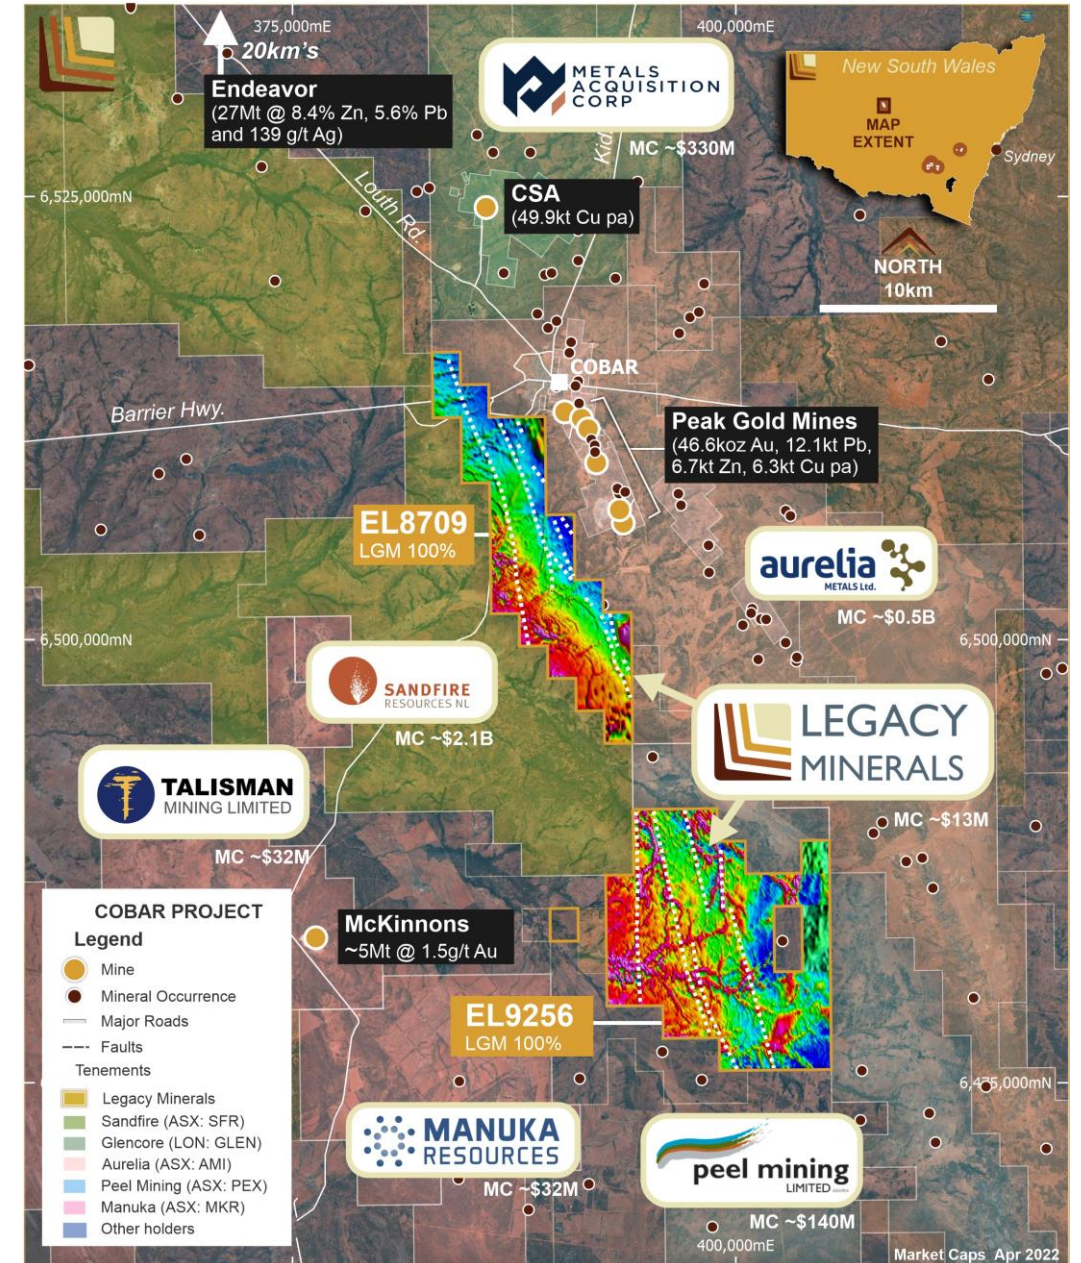 375,000mE
400,000mE
20km's
Endeavor
(27Mt @ 8.4% Zn, 5.6% Pb
and 139 g/t Ag)
METALS
ACQUISITION
CORP
MC ~$330M
Kid
New South Wales
MAP
EXTENT
Sydney
6,525,000mN
Louth Rd.
CSA
(49.9kt Cu pa)
NORTH
10km
COBAR
Barrier Hwy.
Peak Gold Mines
(46.6koz Au, 12.1kt Pb,
6.7kt Zn, 6.3kt Cu pa)
EL8709
LGM 100%
aurelia
METALS Ltd.
MC ~$0.5B
6,500,000mN
6,500,000mN
SANDFIRE
RESOURCES NL
MC ~$2.1B
LEGACY
MINERALS
MC ~$13M
TALISMAN
MINING LIMITED
MC ~$32M
McKinnons
~5Mt @ 1.5g/t Au
EL9256
LGM 100%
COBAR PROJECT
Legend
Mine
Mineral Occurrence
Major Roads
Faults
Tenements
Legacy Minerals
Sandfire (ASX: SFR)
Glencore (LON: GLEN)
Aurelia (ASX: AMI)
Peel Mining (ASX: PEX)
Manuka (ASX: MKR)
Other holders
6,475,000mN
MANUKA
RESOURCES
MC ~$32M
peel mining
LIMITED
MC ~$140M
400,000mE
Market Caps Apr 2022